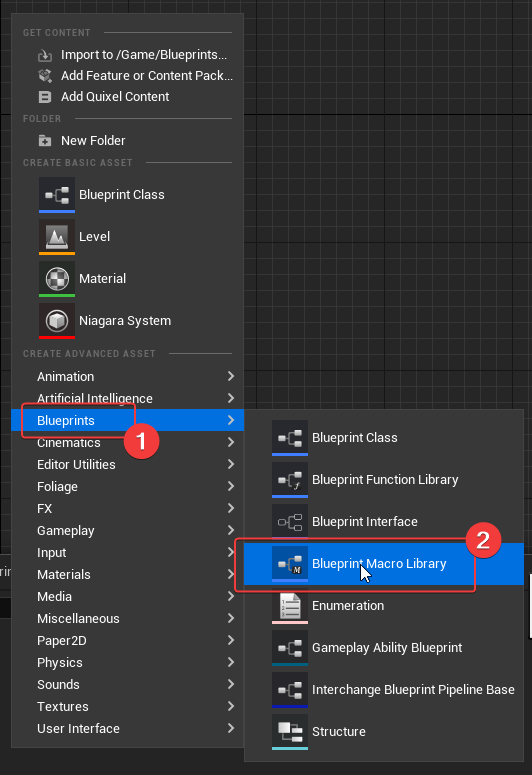 GET CONTENT
Import to /Game/Blueprints...
Add Feature or Content Pack...
Add Quixel Content
FOLDER
New Folder
CREATE BASIC ASSET
Blueprint Class
Level
Material
Niagara System
CREATE ADVANCED ASSET
Animation
Artificial Intelligence
Blueprints
1
Cinematics
Editor Utilities
Foliage
FX
Gameplay
Input
Materials
Media
Miscellaneous
Paper2D
Physics
Sounds
Textures
User Interface
Blueprint Class
Blueprint Function Library
Blueprint Interface
2
Blueprint Macro Library
Enumeration
Gameplay Ability Blueprint
Interchange Blueprint Pipeline Base
Structure